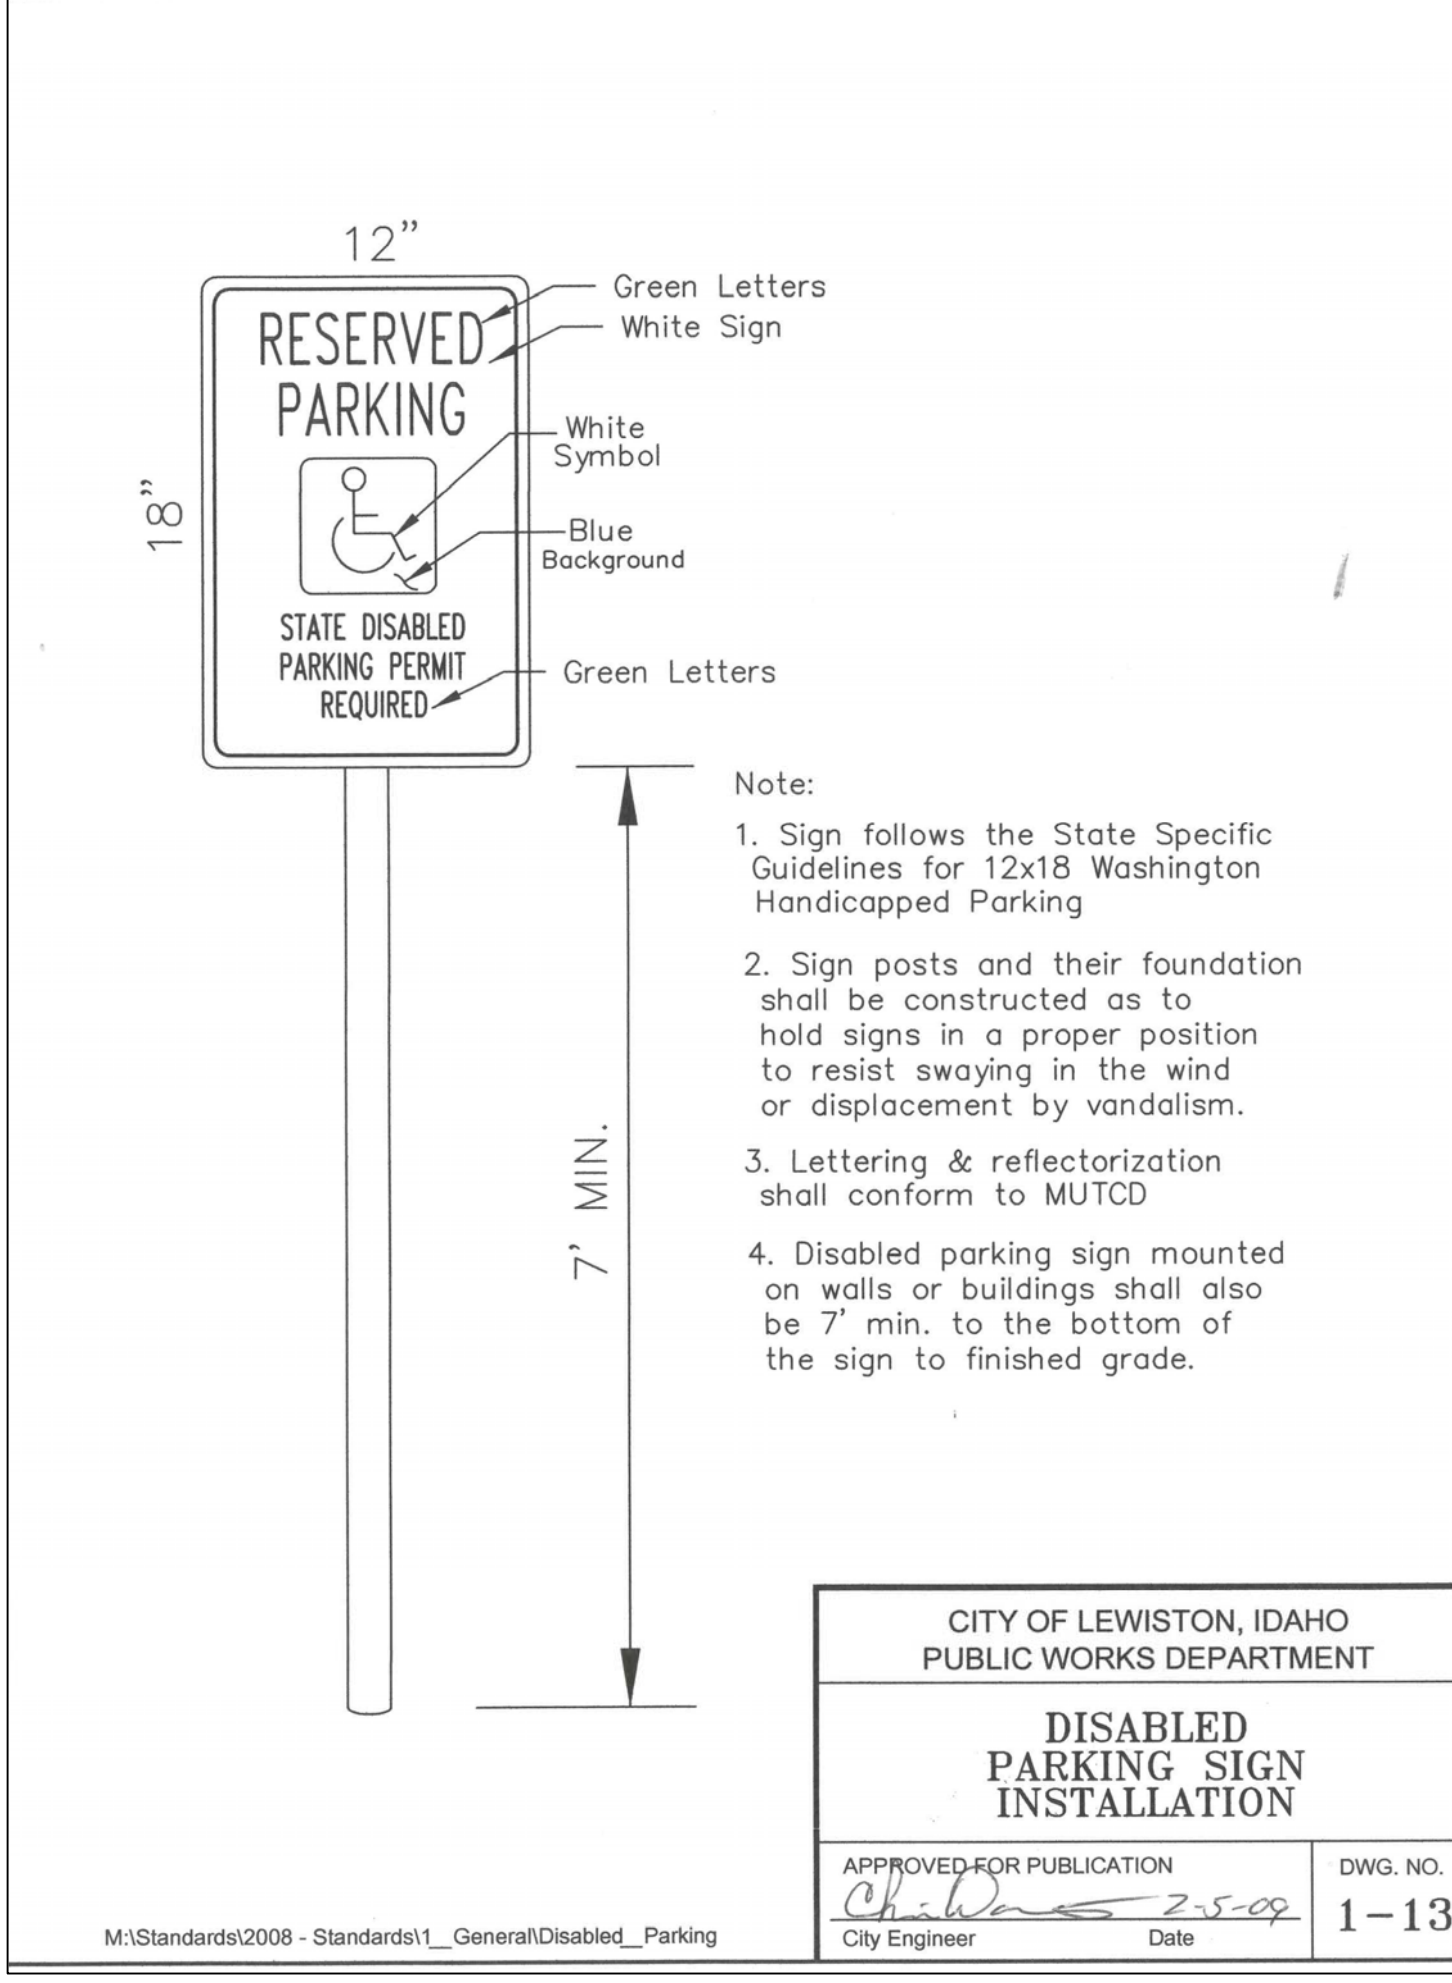 12”
Green Letters
White Sign
RESERVED
PARKING
White
Symbol
18”
Blue
Background
STATE DISABLED
PARKING PERMIT
REQUIRED
Green Letters
Note:
1. Sign follows the State Specific
Guidelines for 12x18 Washington
Handicapped Parking
2. Sign posts and their foundation
shall be constructed as to
hold signs in a proper position
to resist swaying in the wind
or displacement by vandalism.
3. Lettering & reflectorization
shall conform to MUTCD
4. Disabled parking sign mounted
on walls or buildings shall also
be 7’ min. to the bottom of
the sign to finished grade.
7’ MIN.
CITY OF LEWISTON, IDAHO
PUBLIC WORKS DEPARTMENT
DISABLED
PARKING SIGN
INSTALLATION
APPROVED FOR PUBLICATION
2-5-09
City Engineer Date
DWG. NO.
1-13
M:\Standards\2008 - Standards\1__General\Disabled__Parking